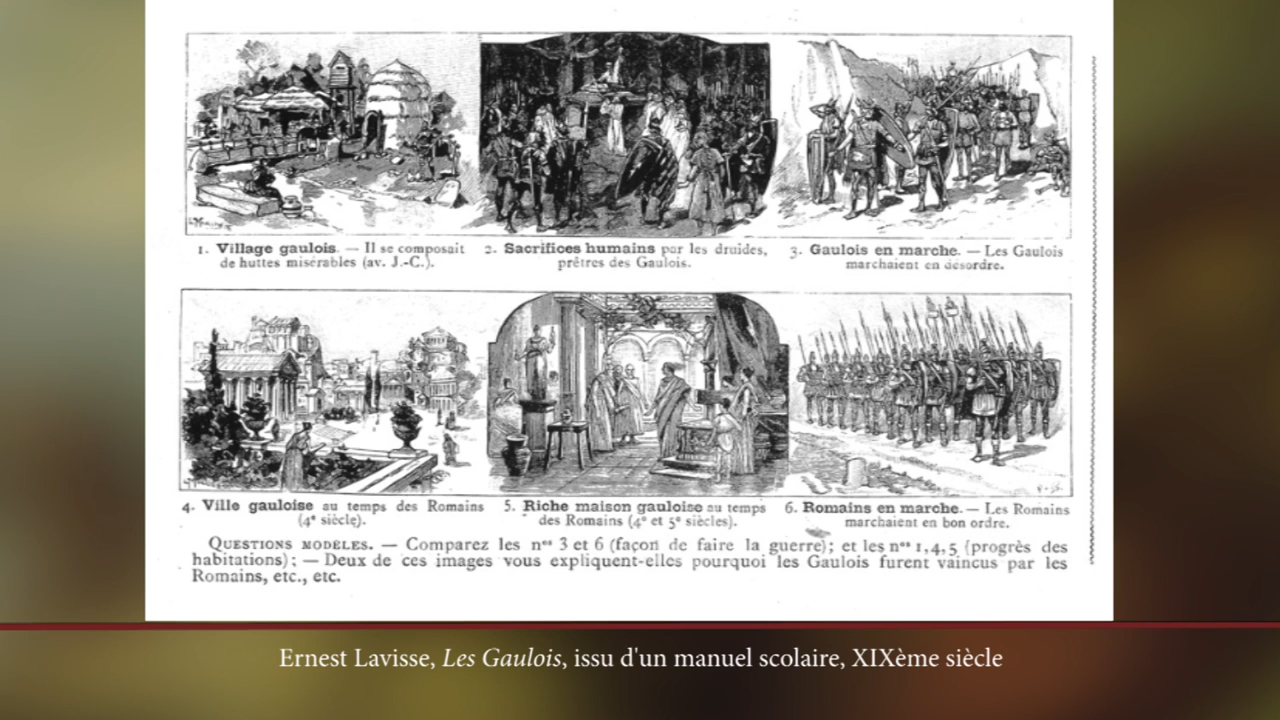 1. Village gaulois. — Il se composait
de huttes misérables (av. J.-C.).
2. Sacrifices humains par les druides,
prêtres des Gaulois.
3. Gaulois en marche. — Les Gaulois
marchaient en désordre.
4. Ville gauloise au temps des Romains
(4e siècle).
5. Riche maison gauloise au temps
des Romains (4e et 5e siècles).
6. Romains en marche. — Les Romains
marchaient en bon ordre.
QUESTIONS MODÈLES. — Comparez les nos 3 et 6 (façon de faire la guerre); et les nos 1, 4, 5 (progrès des
habitations); — Deux de ces images vous expliquent-elles pourquoi les Gaulois furent vaincus par les
Romains, etc., etc.
Ernest Lavisse, Les Gaulois, issu d'un manuel scolaire, XIXème siècle